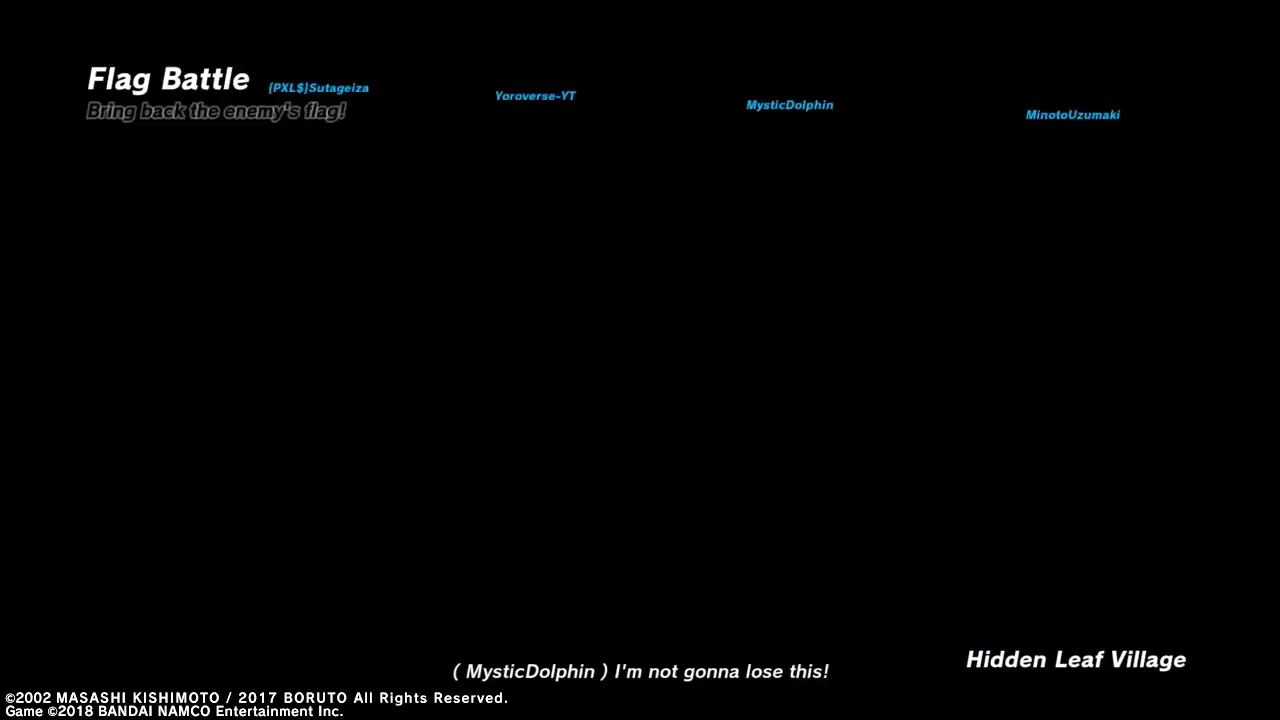 Flag Battle
{PXL$}Sutageiza
Yoroverse-YT
MysticDolphin
MinotoUzumaki
Bring back the enemy's flag!
Hidden Leaf Village
( MysticDolphin ) I'm not gonna lose this!
©2002 MASASHI KISHIMOTO / 2017 BORUTO All Rights Reserved.
Game ©2018 BANDAI NAMCO Entertainment Inc.